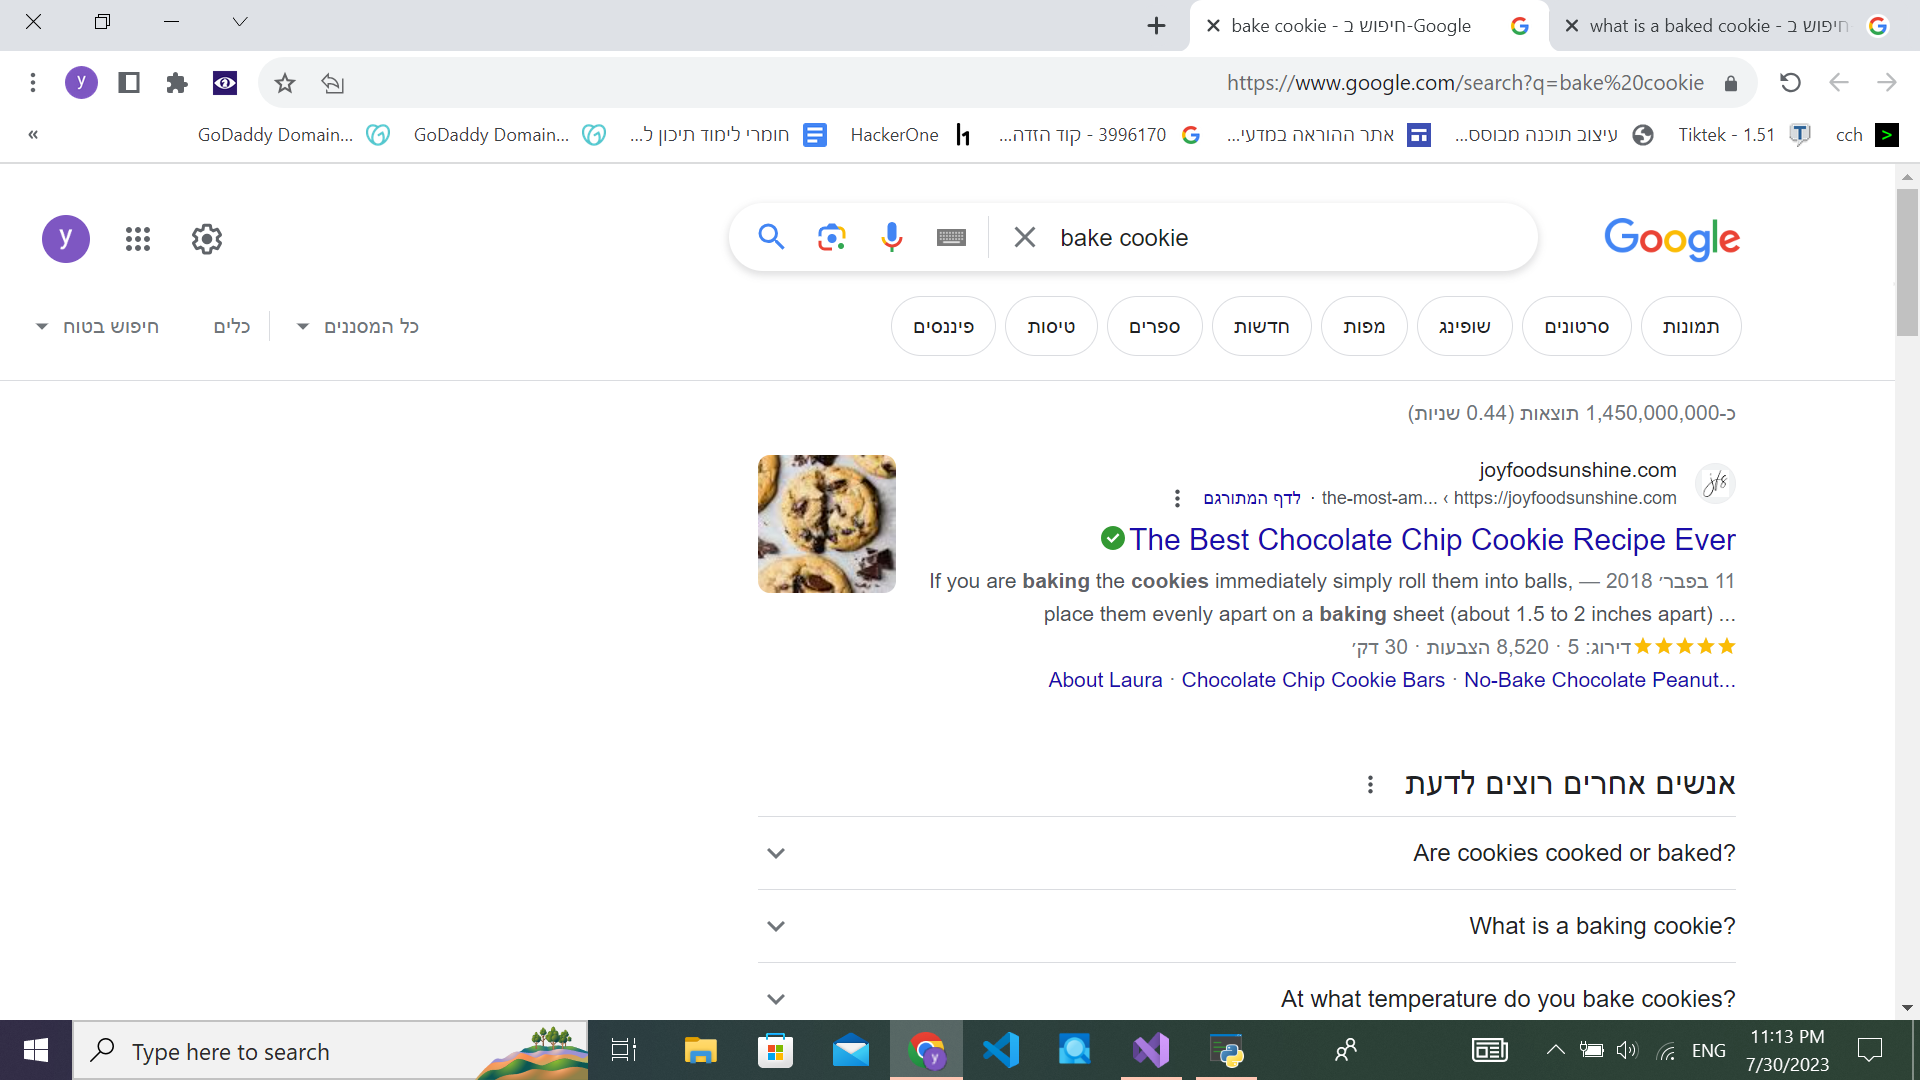 what is a baked cookie - חיפוש ב
bake cookie - חיפוש ב-Google
https://www.google.com/search?q=bake%20cookie
y
cch
Tiktek - 1.51
עיצוב תוכנה מבוסס...
אתר ההוראה במדעי...
3996170 - קוד הזדה...
HackerOne
חומרי לימוד תיכון ל...
GoDaddy Domain...
GoDaddy Domain...
«
Google
bake cookie
y
תמונות
סרטונים
שופינג
מפות
חדשות
ספרים
טיסות
פיננסים
כל המסננים
כלים
חיפוש בטוח
כ-1,450,000,000 תוצאות (0.44 שניות)
joyfoodsunshine.com
https://joyfoodsunshine.com › the-most-am... · לדף המתורגם
The Best Chocolate Chip Cookie Recipe Ever
11 בפבר׳ 2018 — If you are baking the cookies immediately simply roll them into balls,
place them evenly apart on a baking sheet (about 1.5 to 2 inches apart) ...
דירוג: 5 · 8,520 הצבעות · 30 דק׳
About Laura · Chocolate Chip Cookie Bars · No-Bake Chocolate Peanut...
אנשים אחרים רוצים לדעת
Are cookies cooked or baked?
What is a baking cookie?
At what temperature do you bake cookies?
Type here to search
y
ENG
11:13 PM
7/30/2023